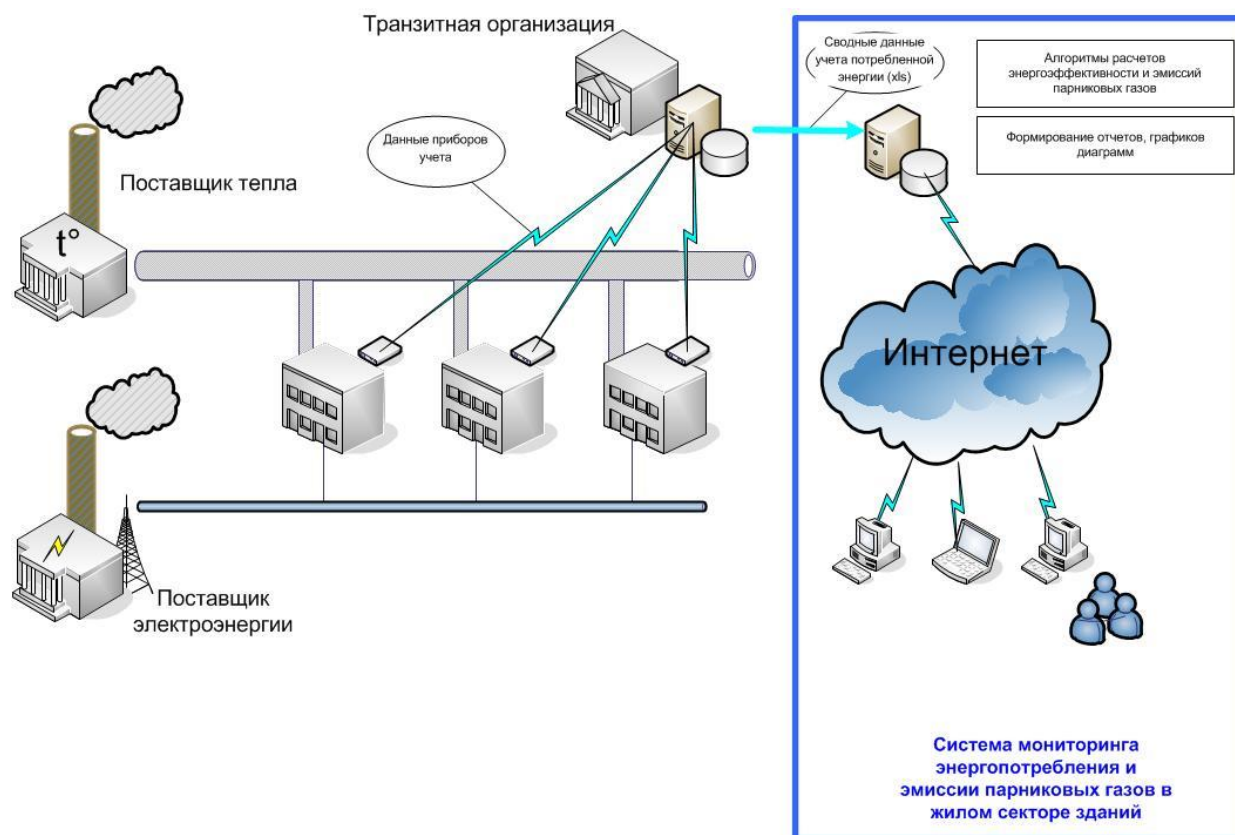 Транзитная организация
Сводные данные
учета потребленной
энергии (xls)
Алгоритмы расчетов
энергоэффективности и эмиссий
парниковых газов
Формирование отчетов, графиков
диаграмм
Данные приборов
учета
Поставщик тепла
t°
Интернет
Поставщик
электроэнергии
Система мониторинга
энергопотребления и
эмиссии парниковых газов в
жилом секторе зданий